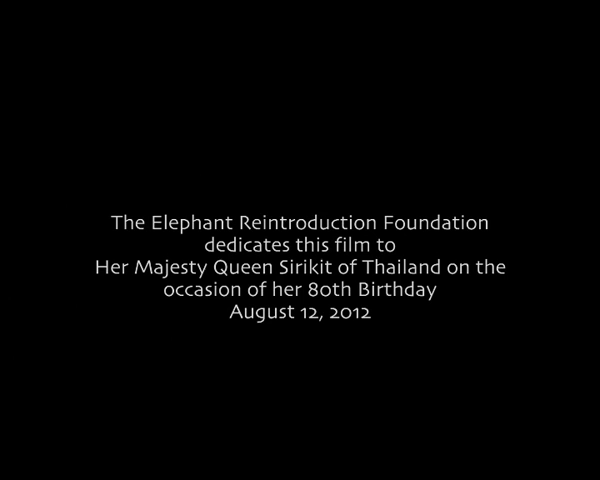 The Elephant Reintroduction Foundation
dedicates this film to
Her Majesty Queen Sirikit of Thailand on the
occasion of her 80th Birthday
August 12, 2012